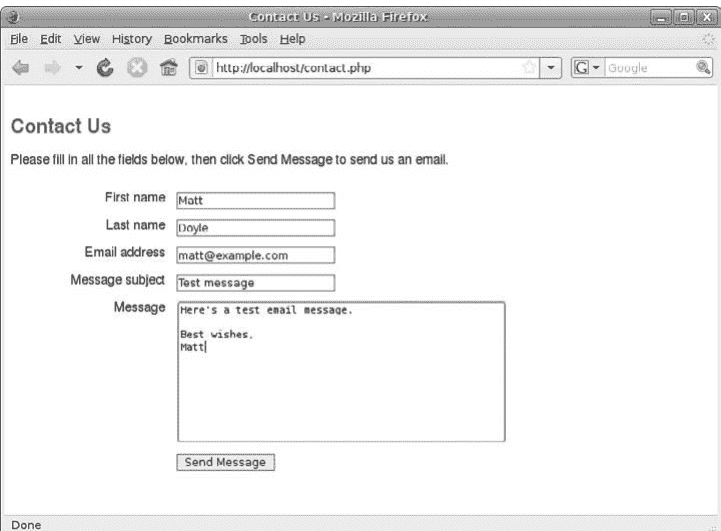 Contact Us - Mozilla Firefox
File Edit View History Bookmarks Tools Help
http://localhost/contact.php
G Google
Contact Us
Please fill in all the fields below, then click Send Message to send us an email.
First name Matt
Last name Doyle
Email address matt@example.com
Message subject Test message
Message Here's a test email message.
Best wishes,
Matt
Send Message
Done